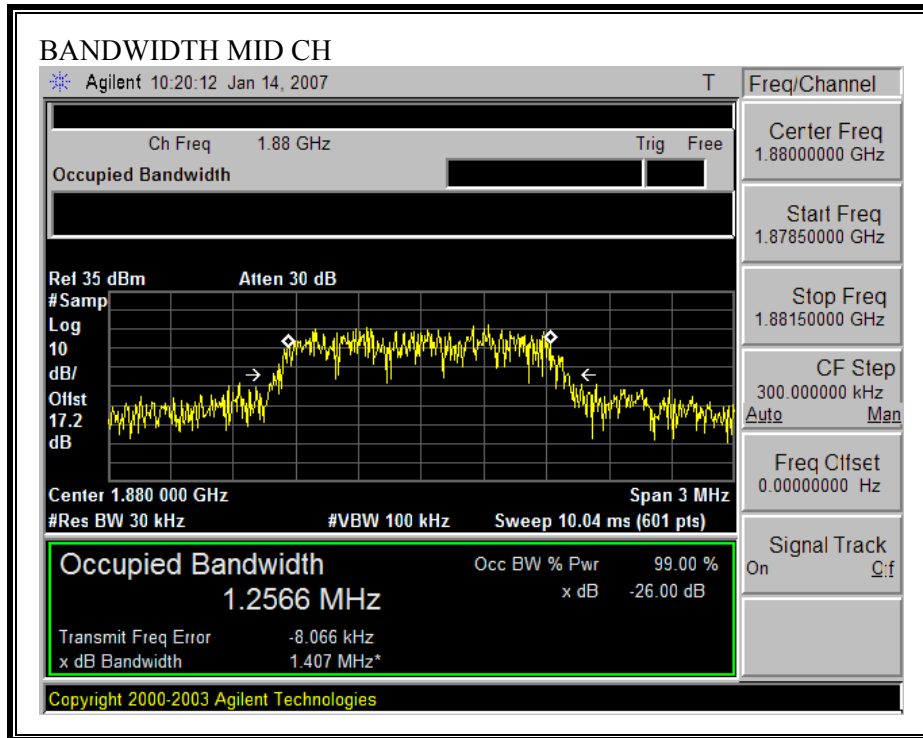 BANDWIDTH MID CH
Agilent 10:20:12 Jan 14, 2007 T
Freq/Channel
Ch Freq 1.88 GHz Trig Free
Occupied Bandwidth
Center Freq
1.88000000 GHz
Start Freq
1.87850000 GHz
Stop Freq
1.88150000 GHz
CF Step
300.000000 kHz
Auto Man
Freq Offset
0.00000000 Hz
Signal Track
On Off
Ref 35 dBm Atten 30 dB
#Samp
Log
10
dB/
Offst
17.2
dB
Center 1.880 000 GHz Span 3 MHz
#Res BW 30 kHz #VBW 100 kHz Sweep 10.04 ms (601 pts)
Occupied Bandwidth
1.2566 MHz
Occ BW % Pwr 99.00 %
x dB -26.00 dB
Transmit Freq Error -8.066 kHz
x dB Bandwidth 1.407 MHz*
Copyright 2000-2003 Agilent Technologies